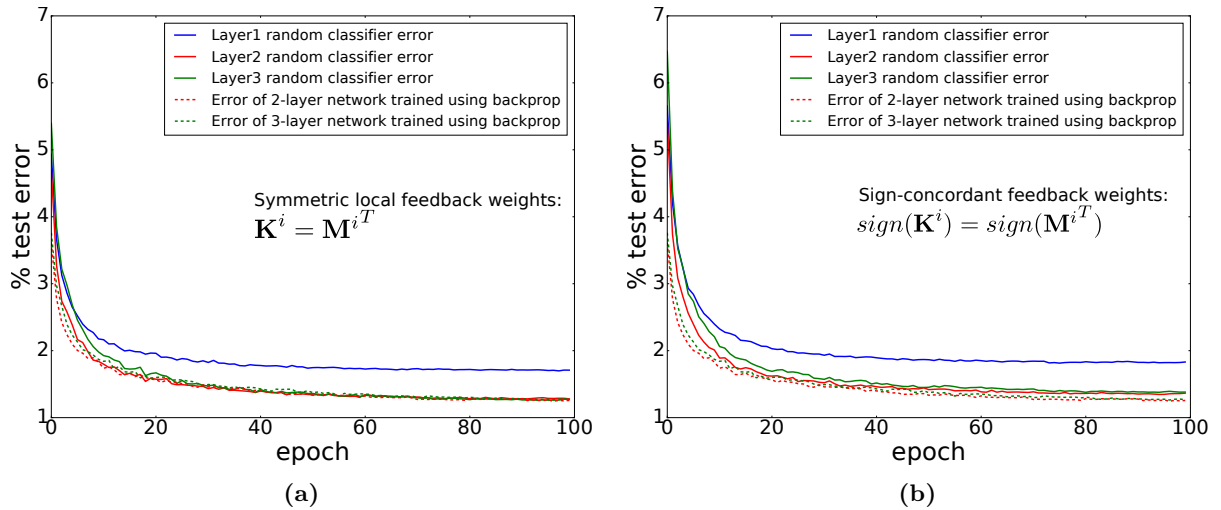 7
6
5
4
3
2
1
% test error
Layer1 random classifier error
Layer2 random classifier error
Layer3 random classifier error
Error of 2-layer network trained using backprop
Error of 3-layer network trained using backprop
Symmetric local feedback weights:
𝐊ⁱ = 𝐌ⁱᵀ
0 20 40 60 80 100
epoch
(a)
7
6
5
4
3
2
1
% test error
Layer1 random classifier error
Layer2 random classifier error
Layer3 random classifier error
Error of 2-layer network trained using backprop
Error of 3-layer network trained using backprop
Sign-concordant feedback weights:
sign(𝐊ⁱ) = sign(𝐌ⁱᵀ)
0 20 40 60 80 100
epoch
(b)